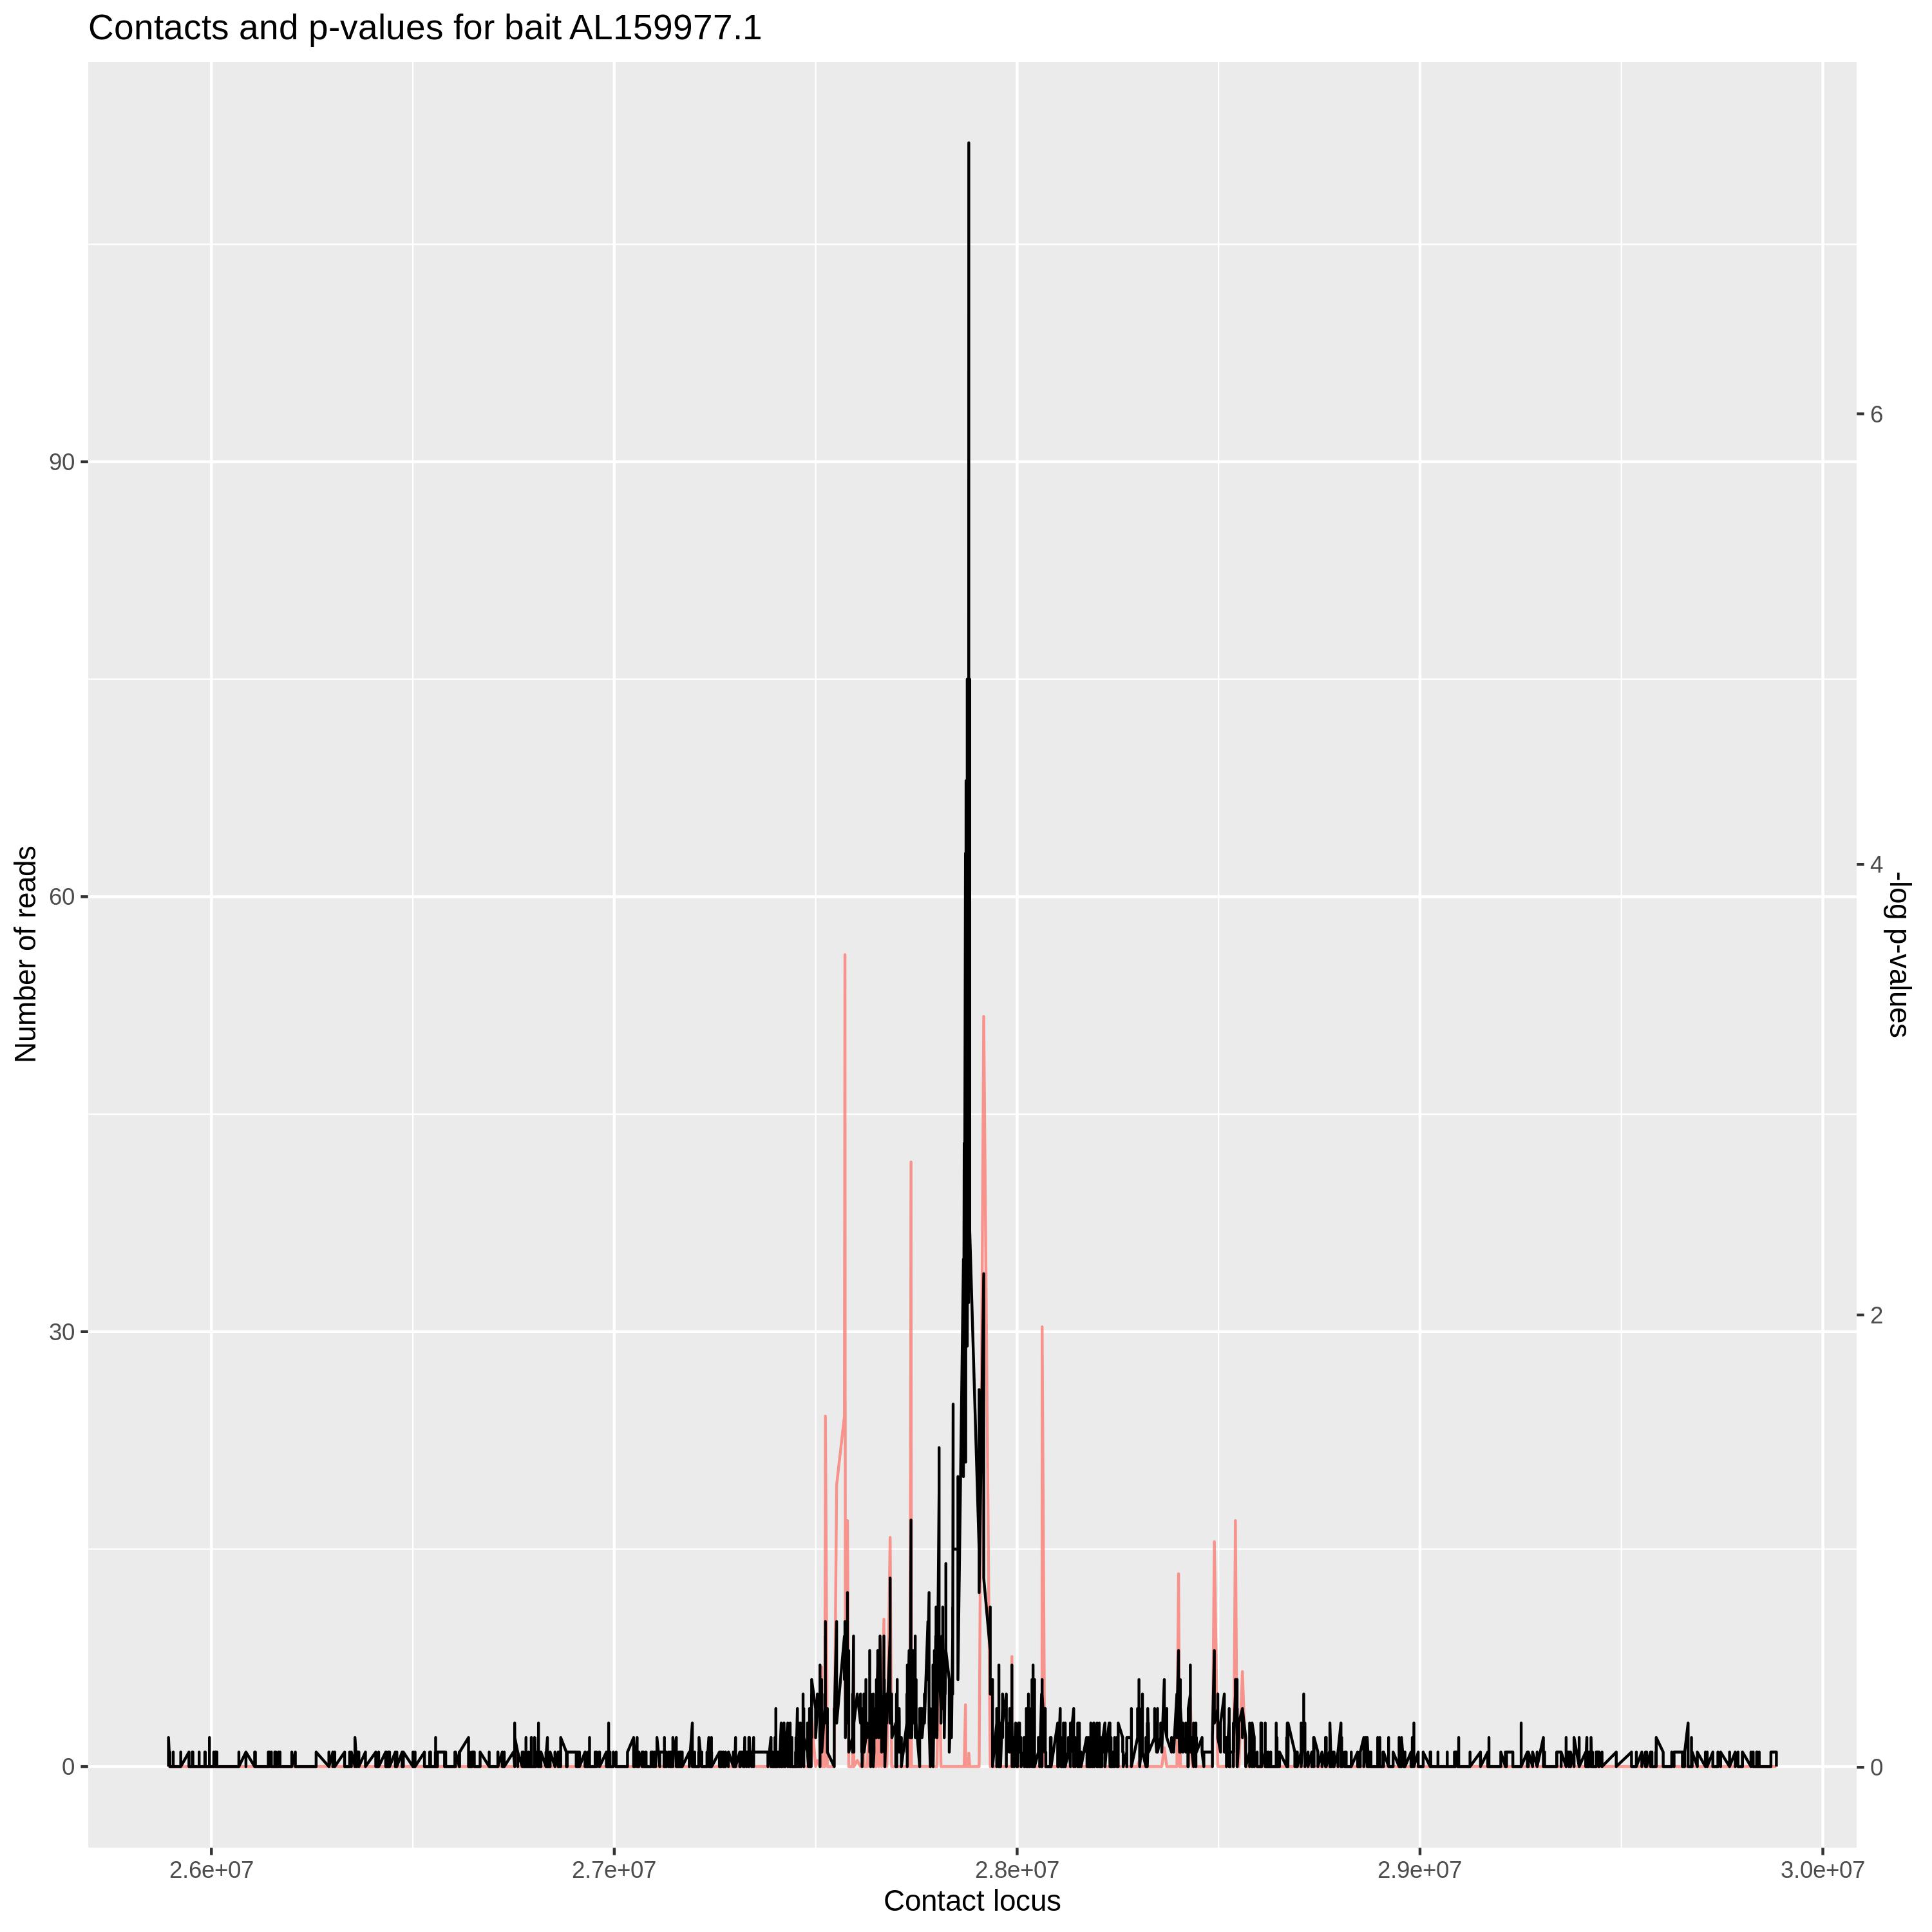 Contacts and p-values for bait AL159977.1
Number of reads
90
60
30
0
6
4
2
0
-log p-values
2.6e+07 2.7e+07 2.8e+07 2.9e+07 3.0e+07
Contact locus